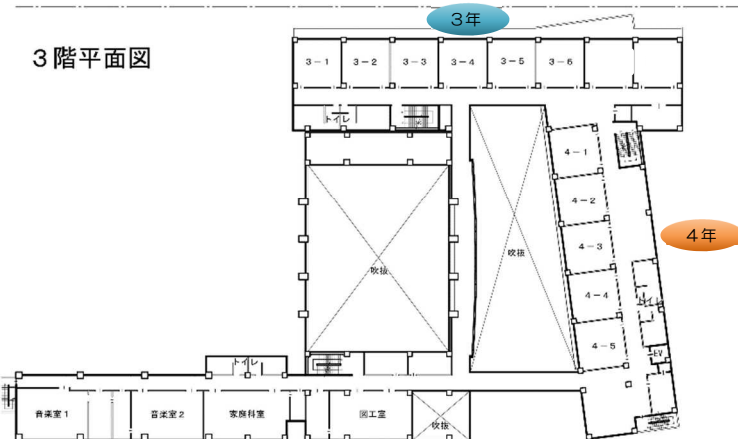 3年
3階平面図
3-1
3-2
3-3
3-4
3-5
3-6
トイレ
4-1
4-2
4-3
4-4
4-5
4年
吹抜
吹抜
トイレ
EV
トイレ
音楽室1
音楽室2
家庭科室
図工室
吹抜